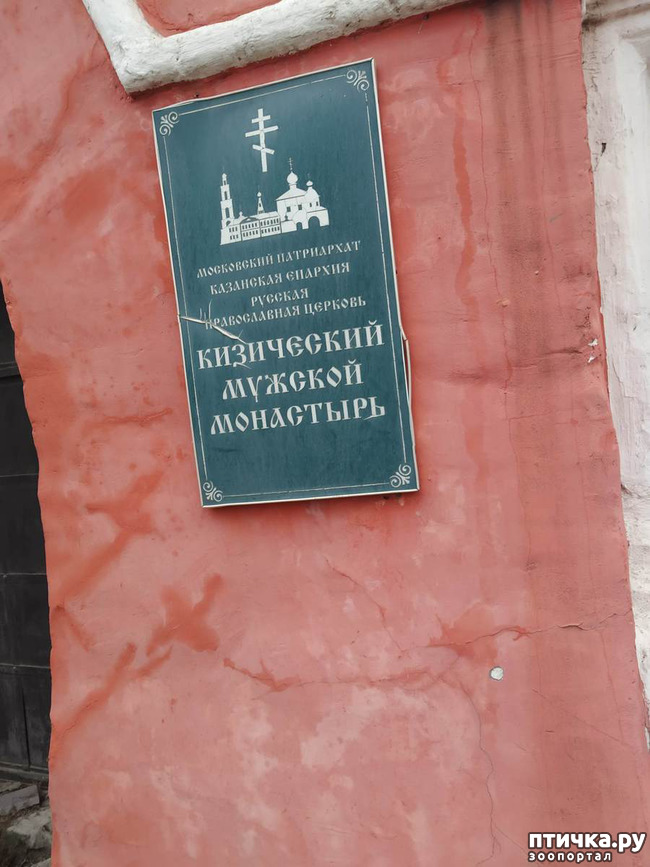 МОСКОВСКИЙ ПАТРИАРХАТ
КАЗАНСКАЯ ЕПАРХИЯ
РУССКАЯ
ПРАВОСЛАВНАЯ ЦЕРКОВЬ
КИЗИЧЕСКИЙ
МУЖСКОЙ
МОНАСТЫРЬ
птичка.ру
зоопортал